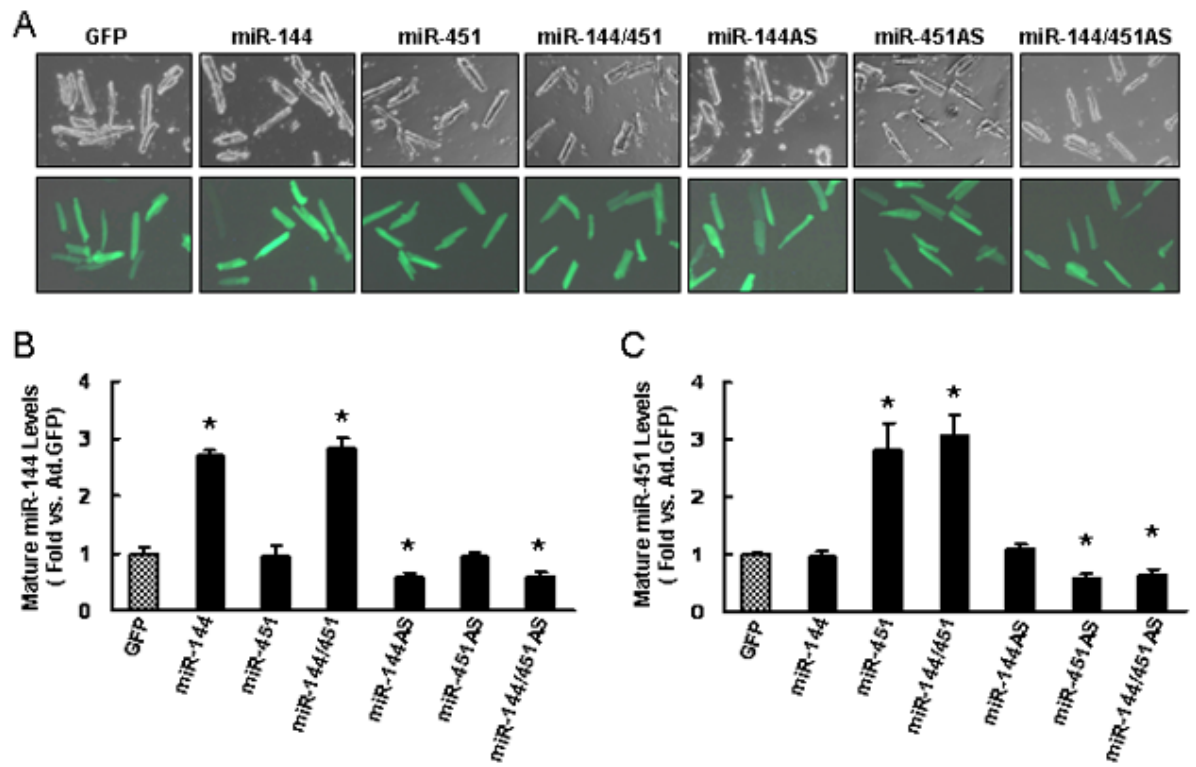 A
GFP miR-144 miR-451 miR-144/451 miR-144AS miR-451AS miR-144/451AS
B
Mature miR-144 Levels
( Fold vs. Ad.GFP)
4
3
2
1
0
* * * *
GFP miR-144 miR-451 miR-144/451 miR-144AS miR-451AS miR-144/451AS
C
Mature miR-451 Levels
( Fold vs. Ad.GFP)
4
3
2
1
0
* * * *
GFP miR-144 miR-451 miR-144/451 miR-144AS miR-451AS miR-144/451AS